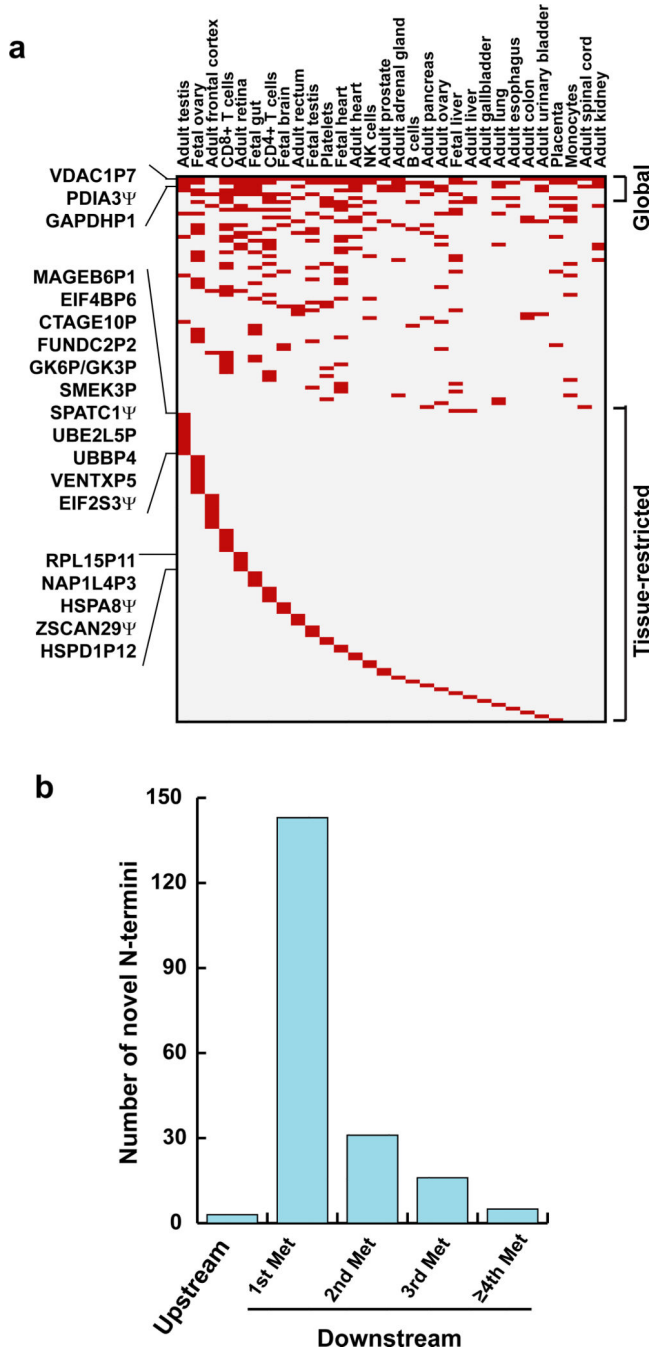 a
Adult testis
Fetal ovary
Adult frontal cortex
CD8+ T cells
Adult retina
Fetal gut
CD4+ T cells
Fetal brain
Adult rectum
Fetal testis
Platelets
Fetal heart
Adult heart
NK cells
Adult prostate
Adult adrenal gland
B cells
Adult pancreas
Adult ovary
Fetal liver
Adult liver
Adult gallbladder
Adult lung
Adult esophagus
Adult colon
Adult urinary bladder
Placenta
Monocytes
Adult spinal cord
Adult kidney
VDAC1P7
PDIA3Ψ
GAPDHP1
MAGEB6P1
EIF4BP6
CTAGE10P
FUNDC2P2
GK6P/GK3P
SMEK3P
SPATC1Ψ
UBE2L5P
UBBP4
VENTXP5
EIF2S3Ψ
RPL15P11
NAP1L4P3
HSPA8Ψ
ZSCAN29Ψ
HSPD1P12
Global
Tissue-restricted
b
Number of novel N-termini
150
120
90
60
30
0
Upstream
1st Met
2nd Met
3rd Met
≥4th Met
Downstream